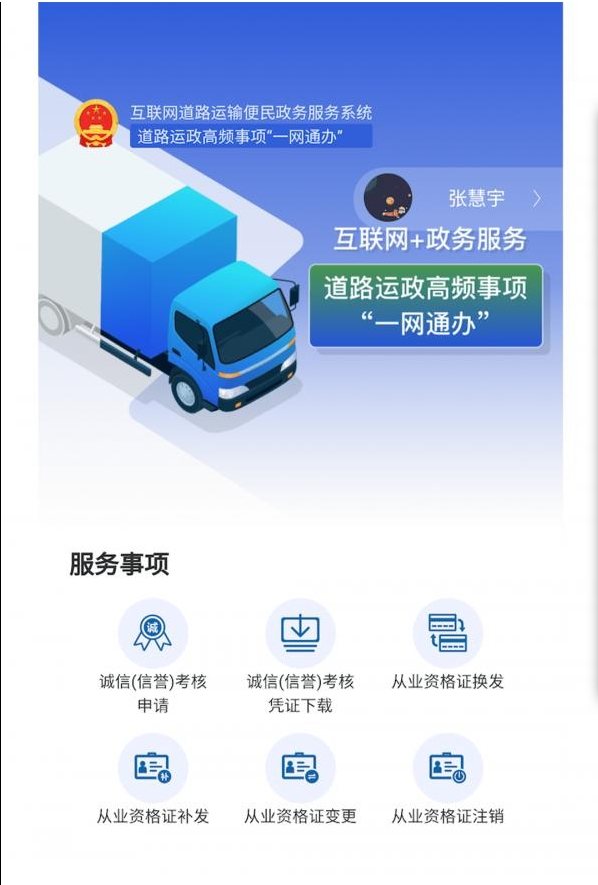 互联网道路运输便民政务服务系统
道路运政高频事项“一网通办”
张慧宇
互联网+政务服务
道路运政高频事项
“一网通办”
服务事项
诚
诚信(信誉)考核
申请
诚信(信誉)考核
凭证下载
从业资格证换发
补
从业资格证补发
从业资格证变更
从业资格证注销